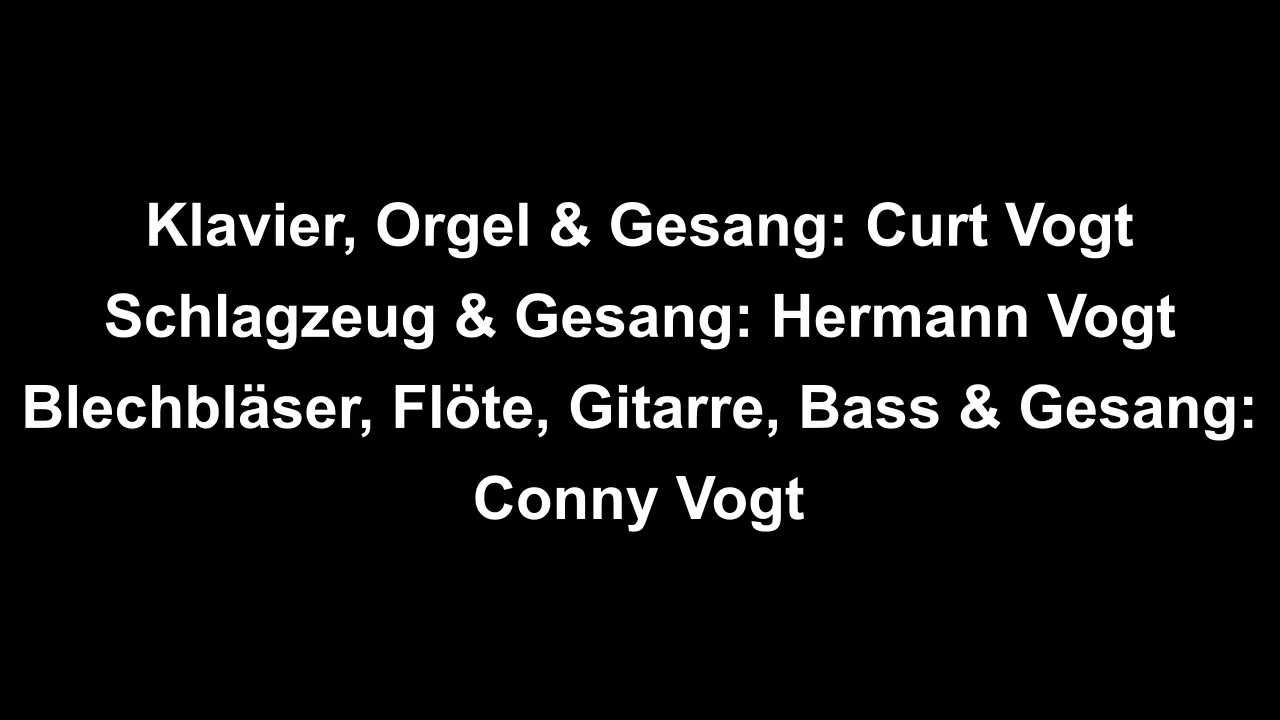 Klavier, Orgel & Gesang: Curt Vogt
Schlagzeug & Gesang: Hermann Vogt
Blechbläser, Flöte, Gitarre, Bass & Gesang:
Conny Vogt